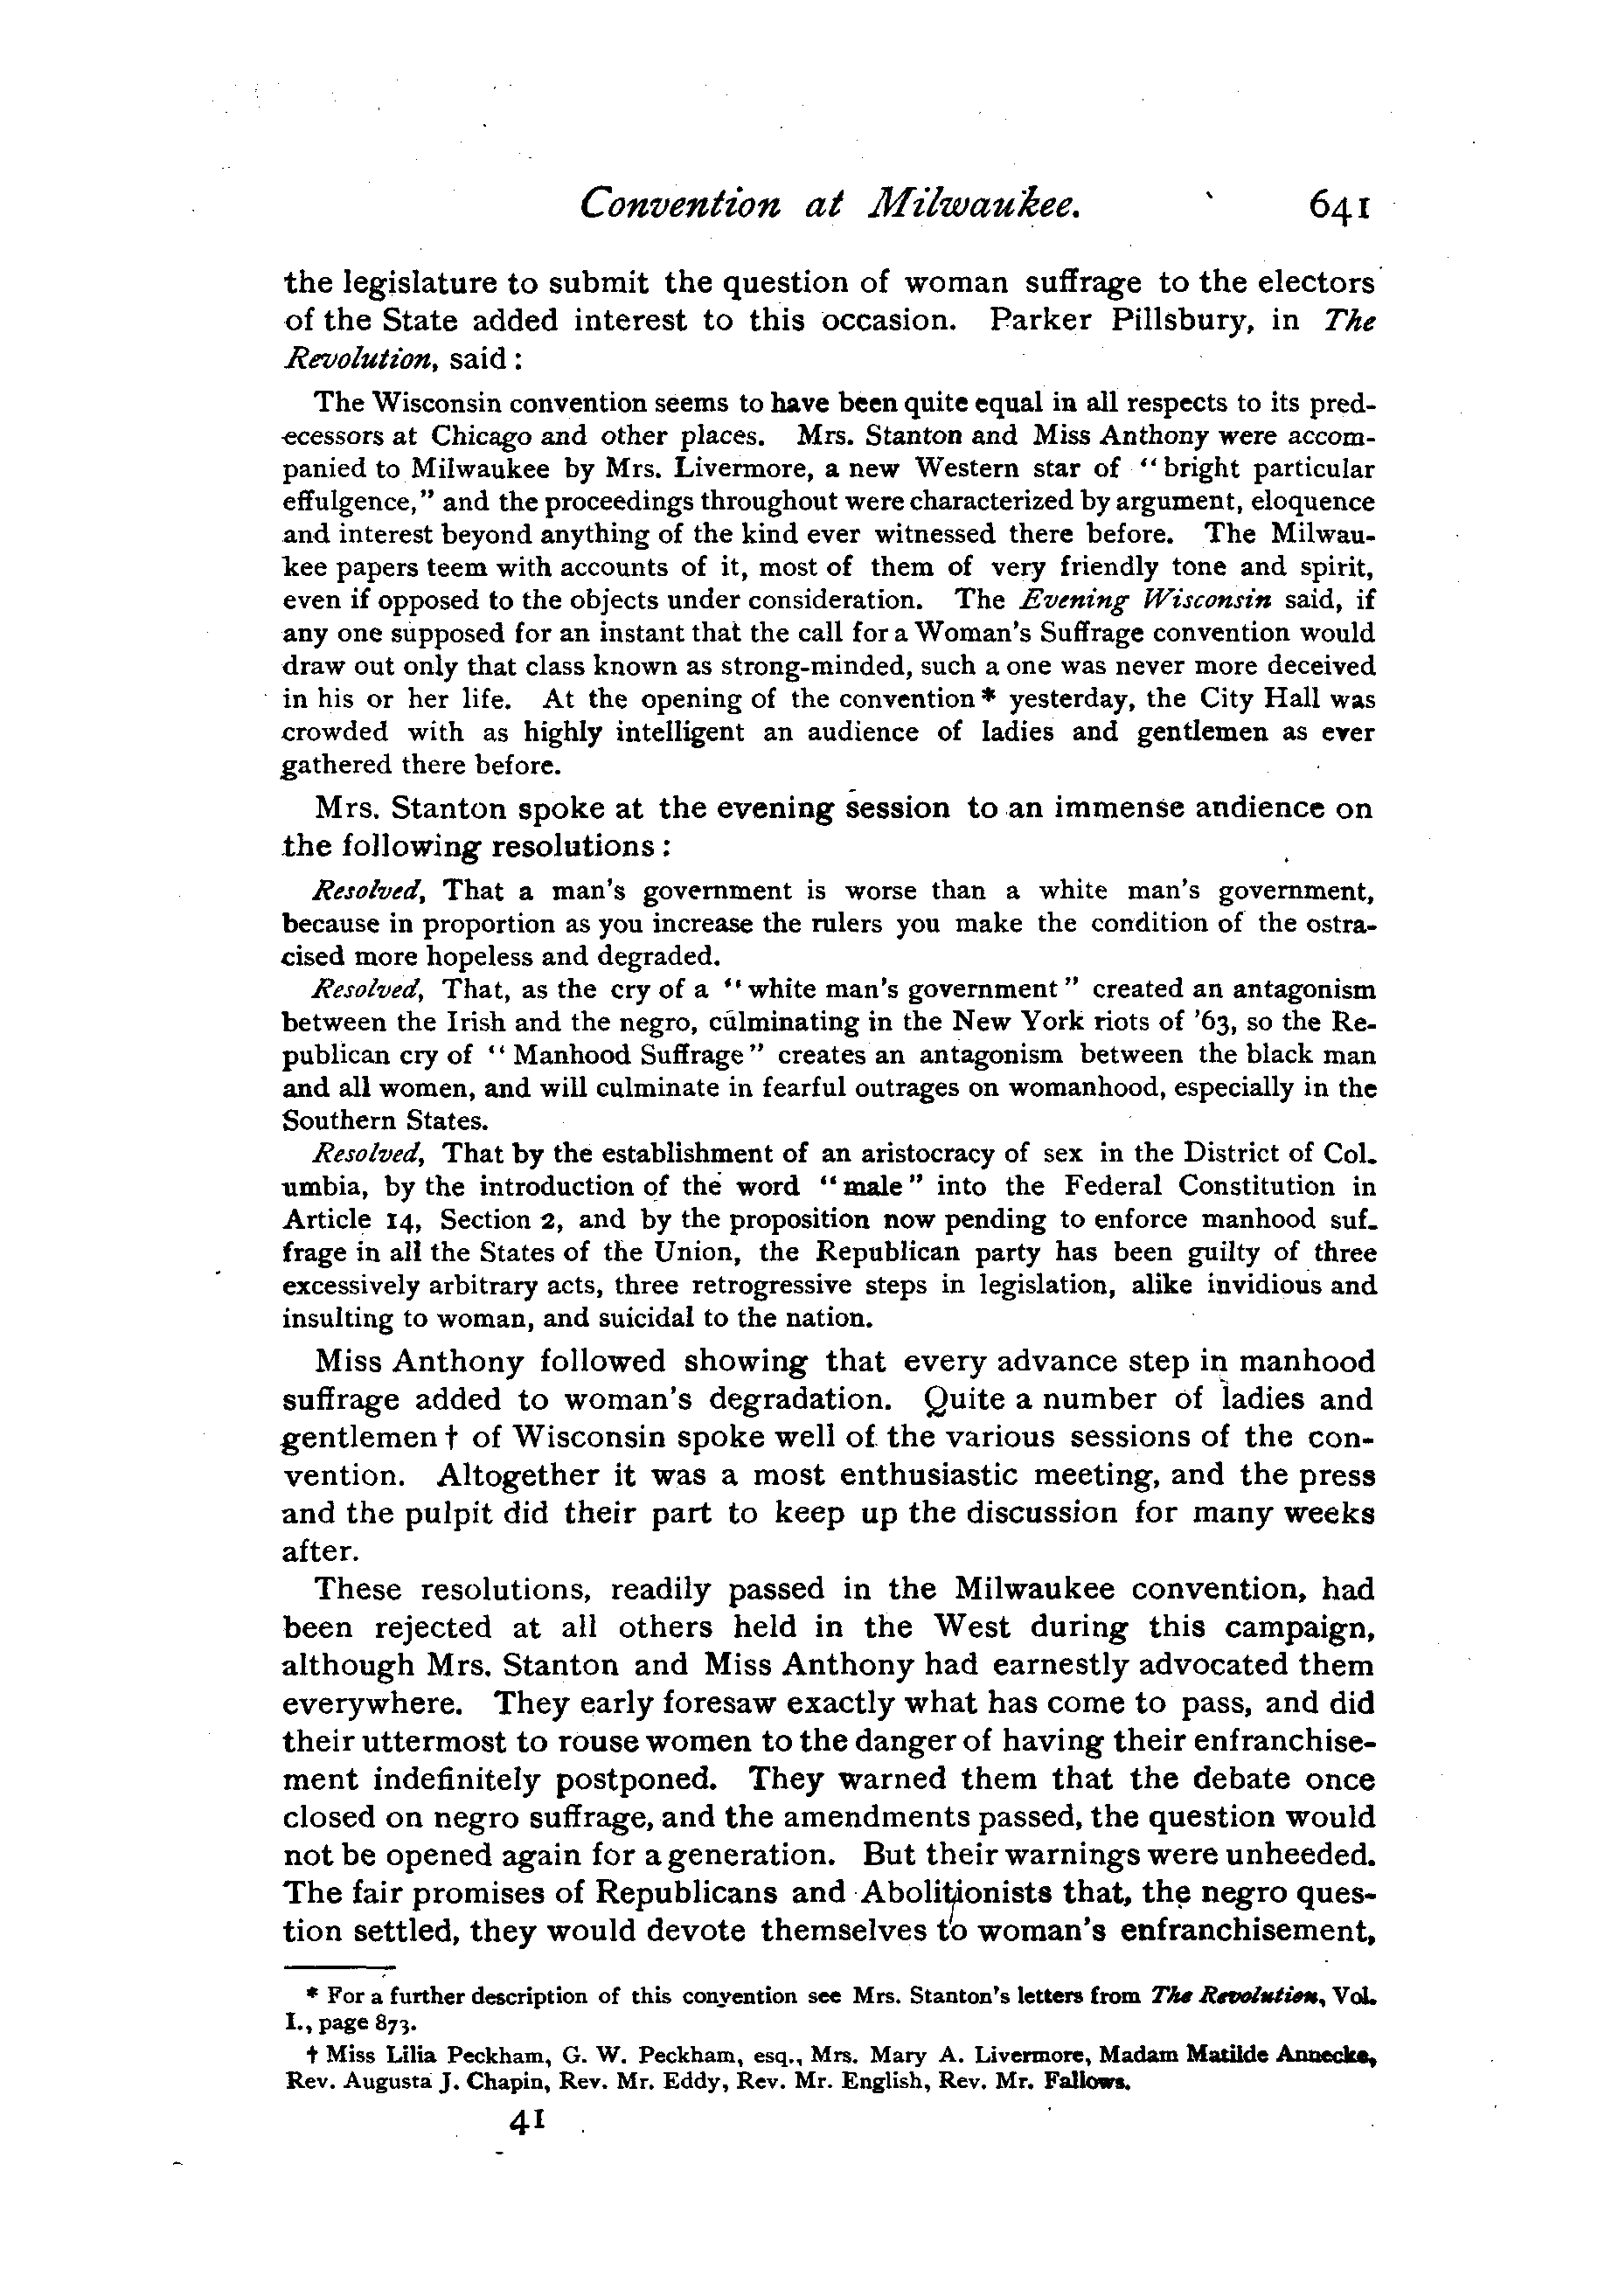 Convention at Milwaukee. 641
the legislature to submit the question of woman suffrage to the electors
of the State added interest to this occasion. Parker Pillsbury, in The
Revolution, said :
The Wisconsin convention seems to have been quite equal in all respects to its pred-
ecessors at Chicago and other places. Mrs. Stanton and Miss Anthony were accom-
panied to Milwaukee by Mrs. Livermore, a new Western star of "bright particular
effulgence," and the proceedings throughout were characterized by argument, eloquence
and interest beyond anything of the kind ever witnessed there before. The Milwau-
kee papers teem with accounts of it, most of them of very friendly tone and spirit,
even if opposed to the objects under consideration. The Evening Wisconsin said, if
any one supposed for an instant that the call for a Woman's Suffrage convention would
draw out only that class known as strong-minded, such a one was never more deceived
in his or her life. At the opening of the convention * yesterday, the City Hall was
crowded with as highly intelligent an audience of ladies and gentlemen as ever
gathered there before.
Mrs. Stanton spoke at the evening session to an immense andience on
the following resolutions :
Resolved, That a man's government is worse than a white man's government,
because in proportion as you increase the rulers you make the condition of the ostra-
cised more hopeless and degraded.
Resolved, That, as the cry of a "white man's government" created an antagonism
between the Irish and the negro, culminating in the New York riots of '63, so the Re-
publican cry of "Manhood Suffrage" creates an antagonism between the black man
and all women, and will culminate in fearful outrages on womanhood, especially in the
Southern States.
Resolved, That by the establishment of an aristocracy of sex in the District of Col-
umbia, by the introduction of the word "male" into the Federal Constitution in
Article 14, Section 2, and by the proposition now pending to enforce manhood suf-
frage in all the States of the Union, the Republican party has been guilty of three
excessively arbitrary acts, three retrogressive steps in legislation, alike invidious and
insulting to woman, and suicidal to the nation.
Miss Anthony followed showing that every advance step in manhood
suffrage added to woman's degradation. Quite a number of ladies and
gentlemen † of Wisconsin spoke well of the various sessions of the con-
vention. Altogether it was a most enthusiastic meeting, and the press
and the pulpit did their part to keep up the discussion for many weeks
after.
These resolutions, readily passed in the Milwaukee convention, had
been rejected at all others held in the West during this campaign,
although Mrs. Stanton and Miss Anthony had earnestly advocated them
everywhere. They early foresaw exactly what has come to pass, and did
their uttermost to rouse women to the danger of having their enfranchise-
ment indefinitely postponed. They warned them that the debate once
closed on negro suffrage, and the amendments passed, the question would
not be opened again for a generation. But their warnings were unheeded.
The fair promises of Republicans and Abolitionists that, the negro ques-
tion settled, they would devote themselves to woman's enfranchisement,
* For a further description of this convention see Mrs. Stanton's letters from The Revolution, Vol.
I., page 873.
† Miss Lilia Peckham, G. W. Peckham, esq., Mrs. Mary A. Livermore, Madam Matilde Annecke,
Rev. Augusta J. Chapin, Rev. Mr. Eddy, Rev. Mr. English, Rev. Mr. Fallows.
41